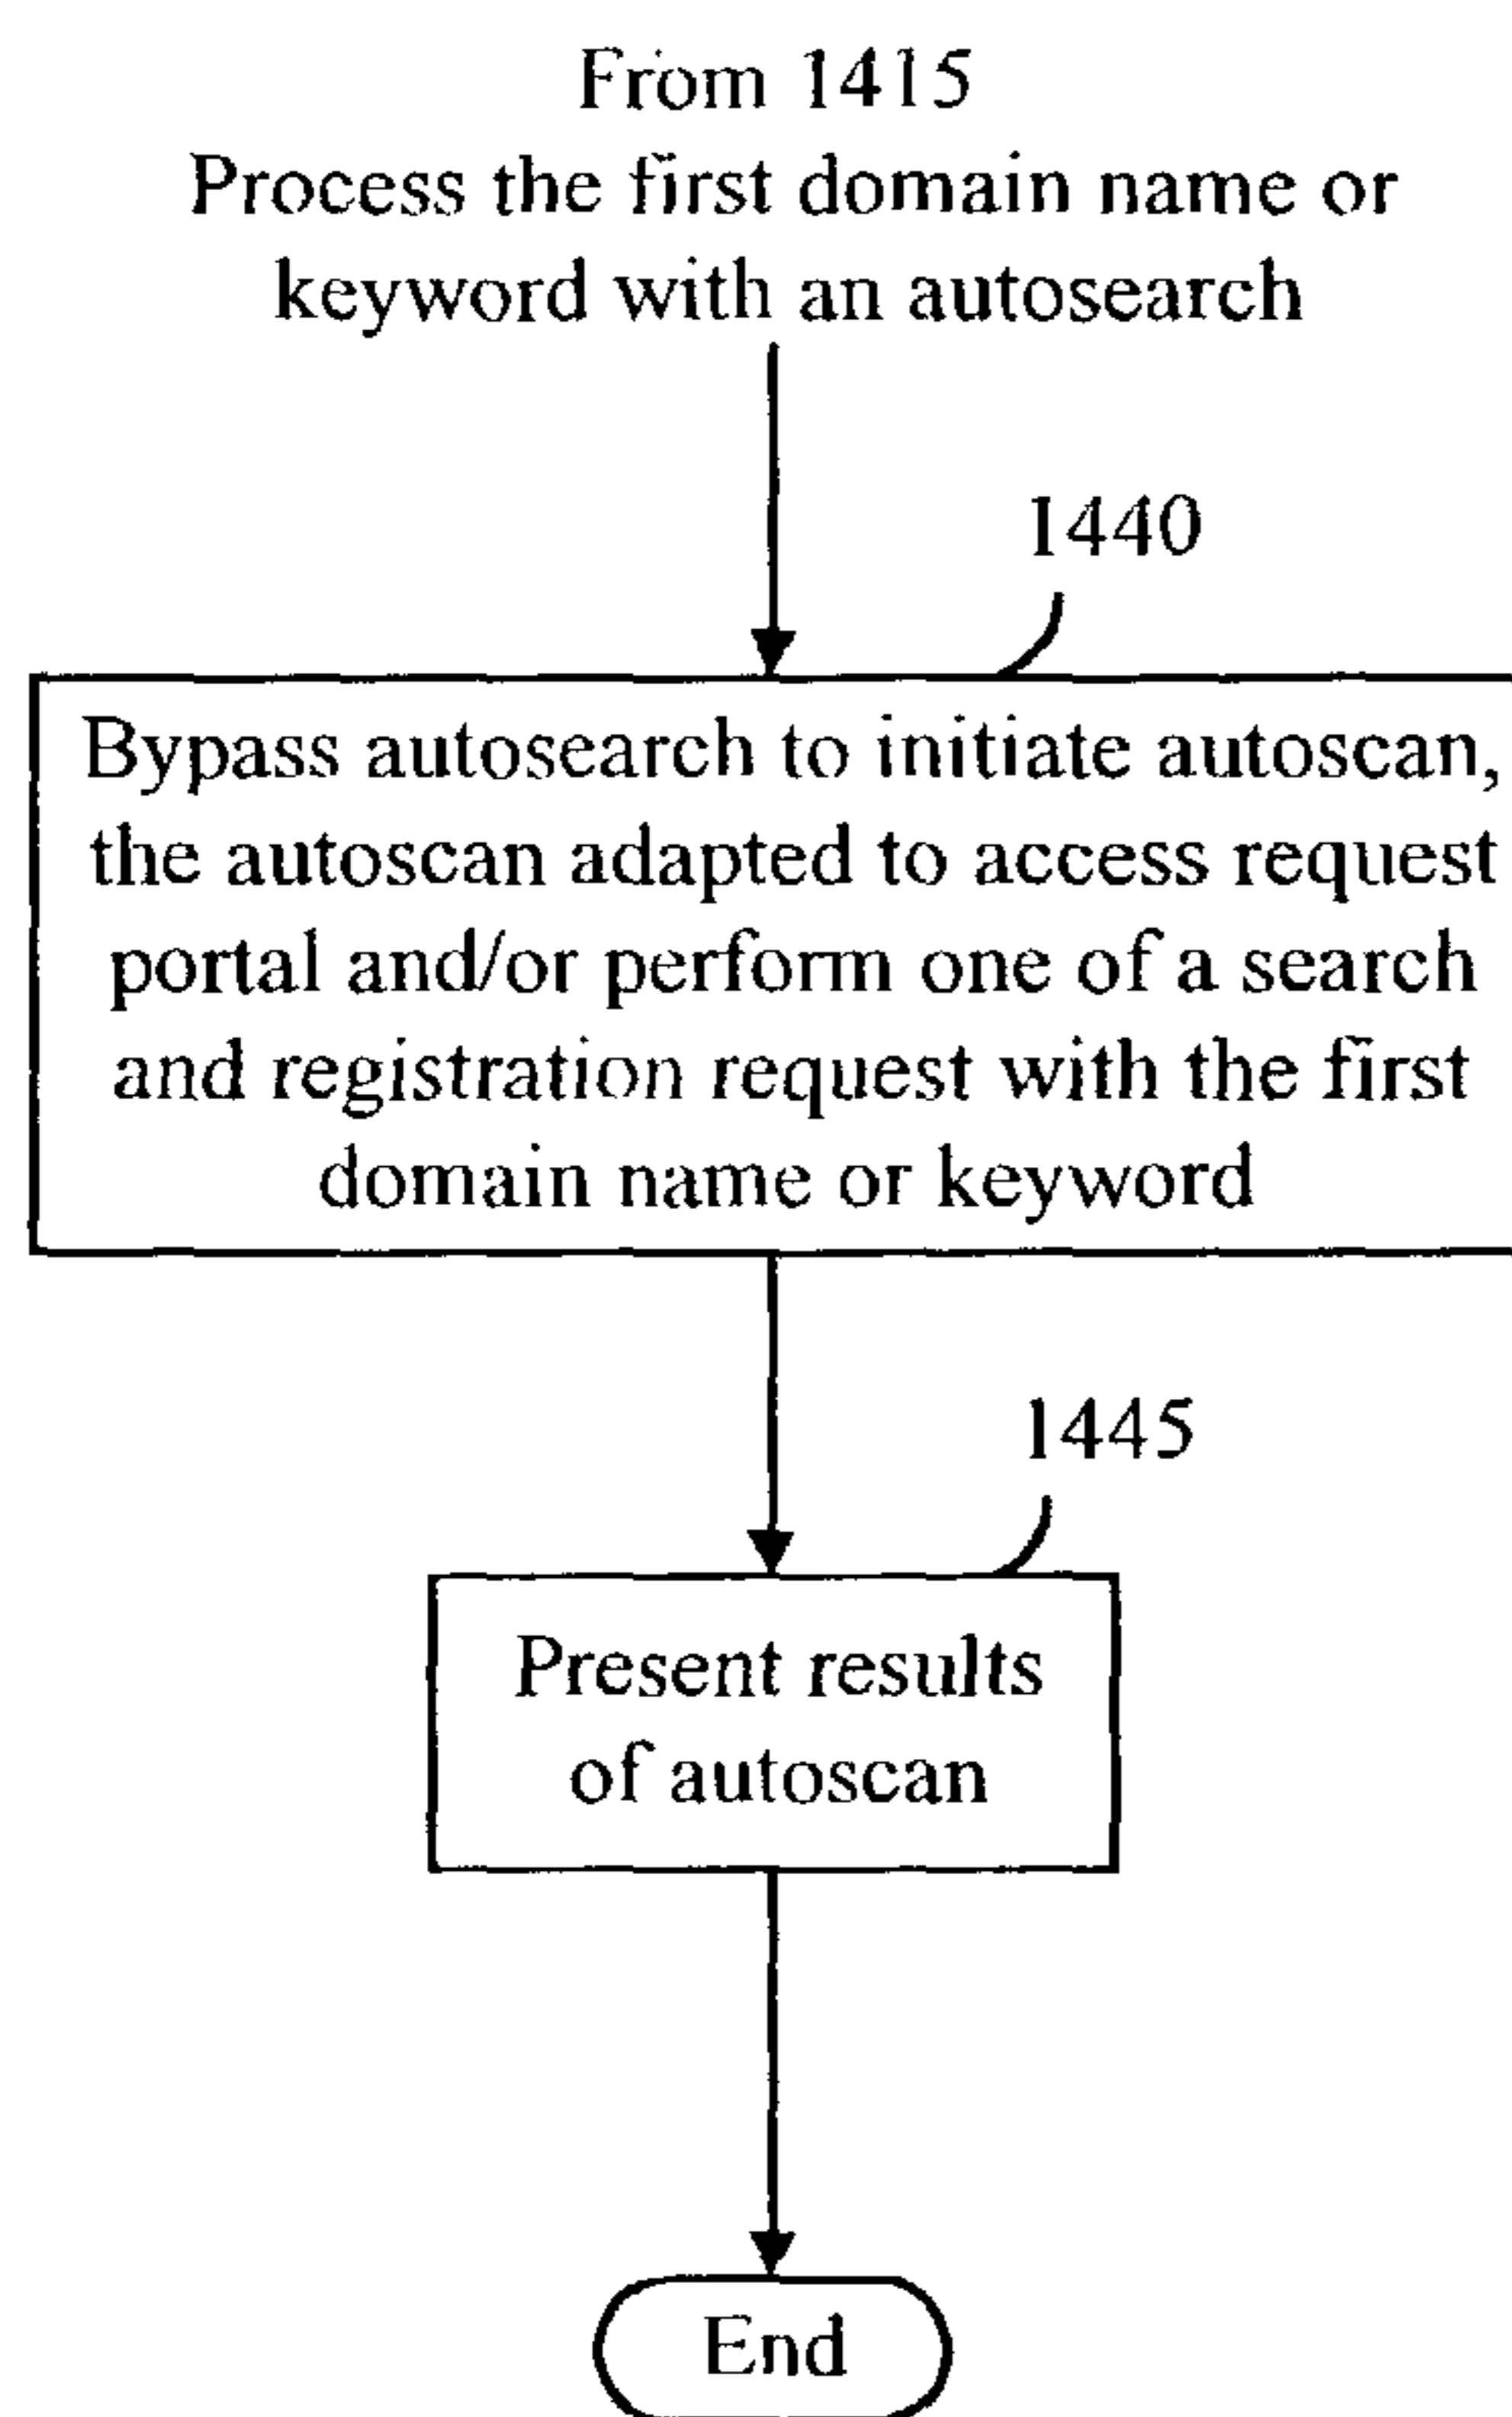 From 1415
Process the first domain name or
keyword with an autosearch
1440
Bypass autosearch to initiate autoscan,
the autoscan adapted to access request
portal and/or perform one of a search
and registration request with the first
domain name or keyword
1445
Present results
of autoscan
End